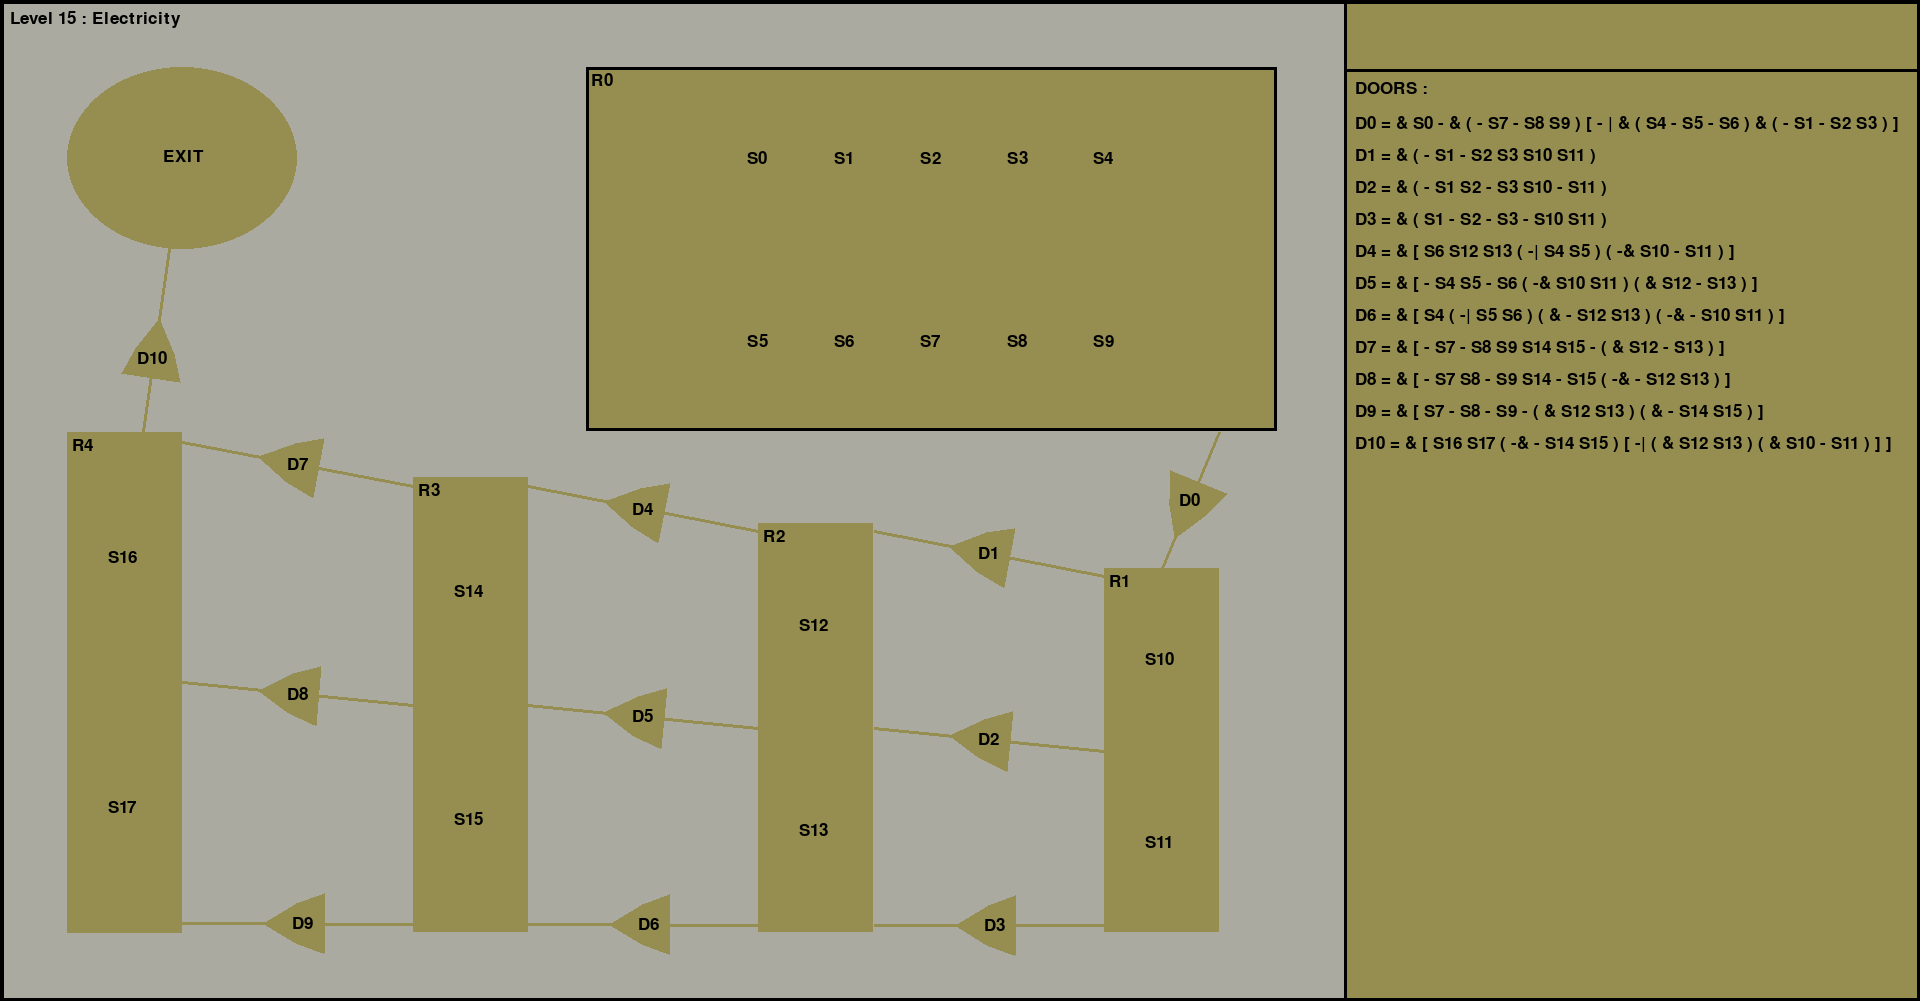 Level 15 : Electricity
EXIT
R0
S0 S1 S2 S3 S4
S5 S6 S7 S8 S9
D10
D0
R4
D7
R3
D4
R2
D1
R1
S16
S14
S12
S10
D8
D5
D2
S17
S15
S13
S11
D9
D6
D3
DOORS :
D0 = & S0 - & ( - S7 - S8 S9 ) [ - | & ( S4 - S5 - S6 ) & ( - S1 - S2 S3 ) ]
D1 = & ( - S1 - S2 S3 S10 S11 )
D2 = & ( - S1 S2 - S3 S10 - S11 )
D3 = & ( S1 - S2 - S3 - S10 S11 )
D4 = & [ S6 S12 S13 ( -| S4 S5 ) ( -& S10 - S11 ) ]
D5 = & [ - S4 S5 - S6 ( -& S10 S11 ) ( & S12 - S13 ) ]
D6 = & [ S4 ( -| S5 S6 ) ( & - S12 S13 ) ( -& - S10 S11 ) ]
D7 = & [ - S7 - S8 S9 S14 S15 - ( & S12 - S13 ) ]
D8 = & [ - S7 S8 - S9 S14 - S15 ( -& - S12 S13 ) ]
D9 = & [ S7 - S8 - S9 - ( & S12 S13 ) ( & - S14 S15 ) ]
D10 = & [ S16 S17 ( -& - S14 S15 ) [ -| ( & S12 S13 ) ( & S10 - S11 ) ] ]